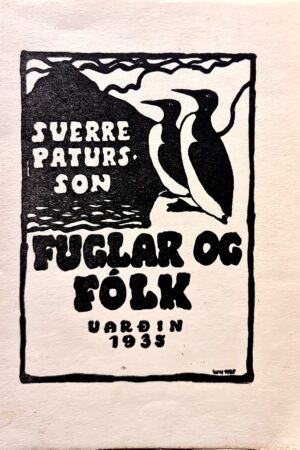 SVERRE
PATURS-
SON
FUGLAR OG
FÓLK
VARÐIN
1935